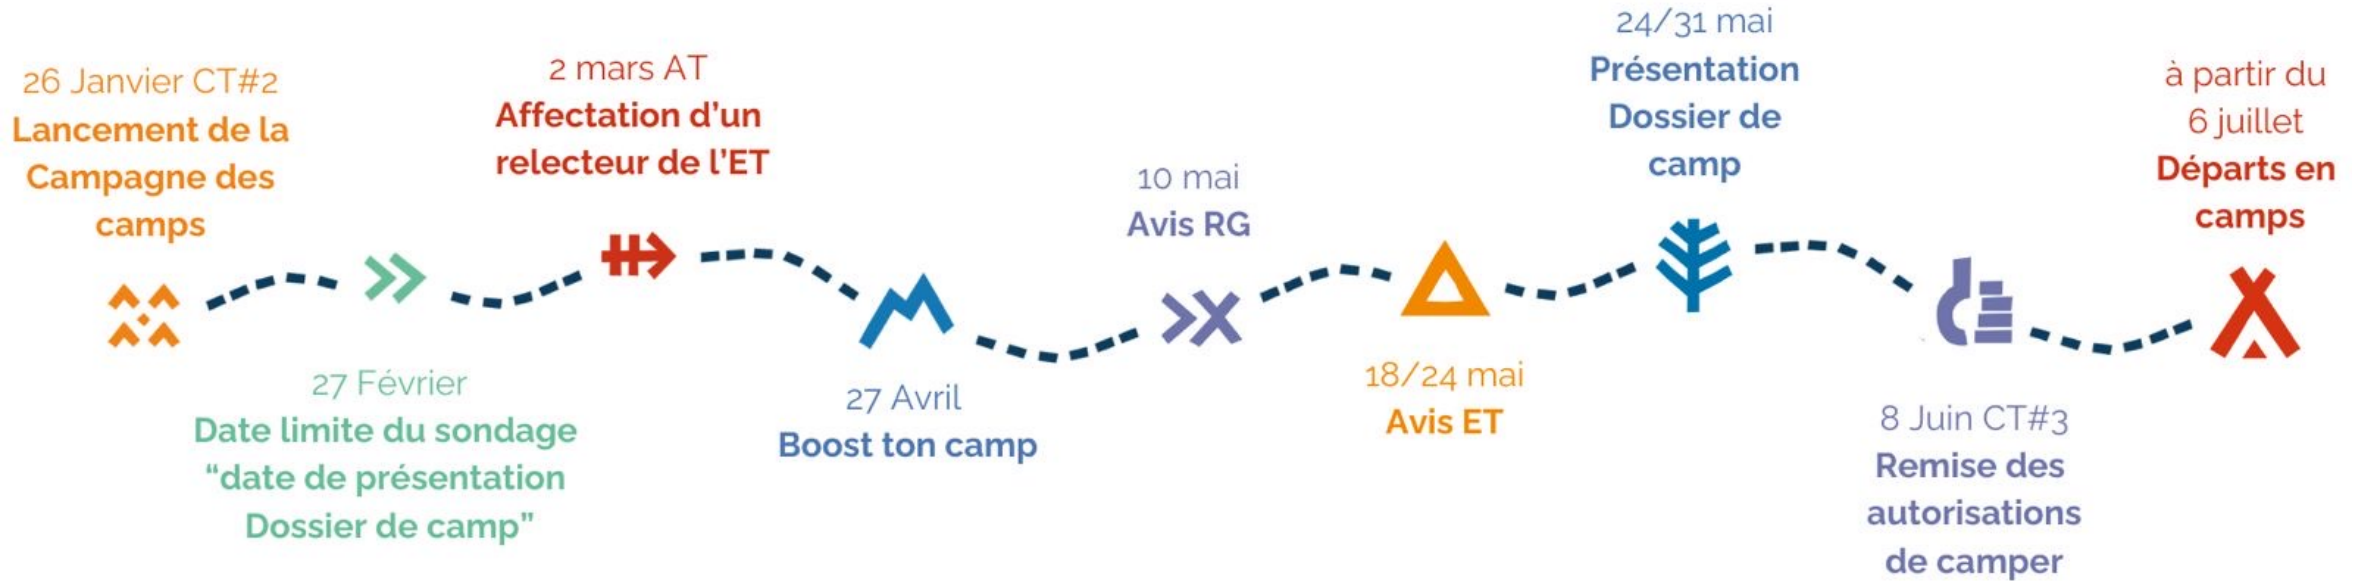 26 Janvier CT#2
Lancement de la
Campagne des
camps
27 Février
Date limite du sondage
“date de présentation
Dossier de camp”
2 mars AT
Affectation d’un
relecteur de l’ET
27 Avril
Boost ton camp
10 mai
Avis RG
18/24 mai
Avis ET
24/31 mai
Présentation
Dossier de
camp
8 Juin CT#3
Remise des
autorisations
de camper
à partir du
6 juillet
Départs en
camps